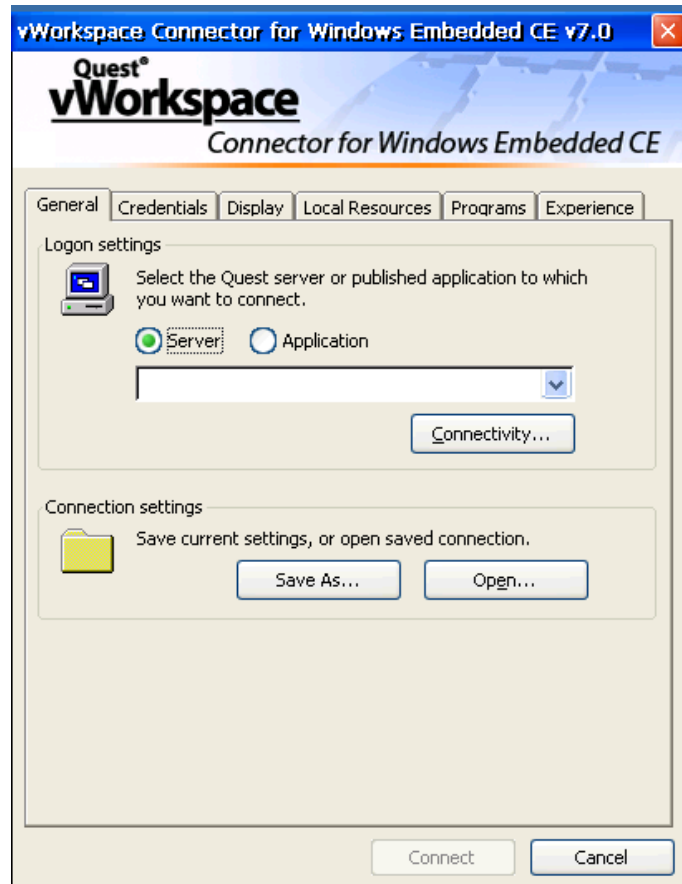 vWorkspace Connector for Windows Embedded CE v7.0
Quest®
vWorkspace
Connector for Windows Embedded CE
General Credentials Display Local Resources Programs Experience
Logon settings
Select the Quest server or published application to which
you want to connect.
Server Application
Connectivity...
Connection settings
Save current settings, or open saved connection.
Save As... Open...
Connect Cancel